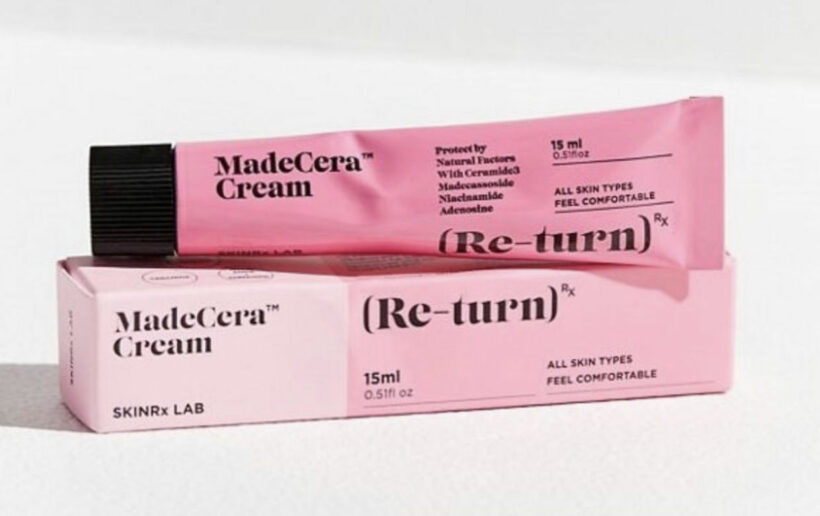 MadeCera™
Cream
Protect by
Natural Factors
With Ceramide3
Madecassoside
Niacinamide
Adenosine
15 ml
0.51fl oz
ALL SKIN TYPES
FEEL COMFORTABLE
(Re-turn)Rx
SKINRx LAB
MadeCera™
Cream
SKINRx LAB
(Re-turn)Rx
15ml
0.51fl oz
ALL SKIN TYPES
FEEL COMFORTABLE